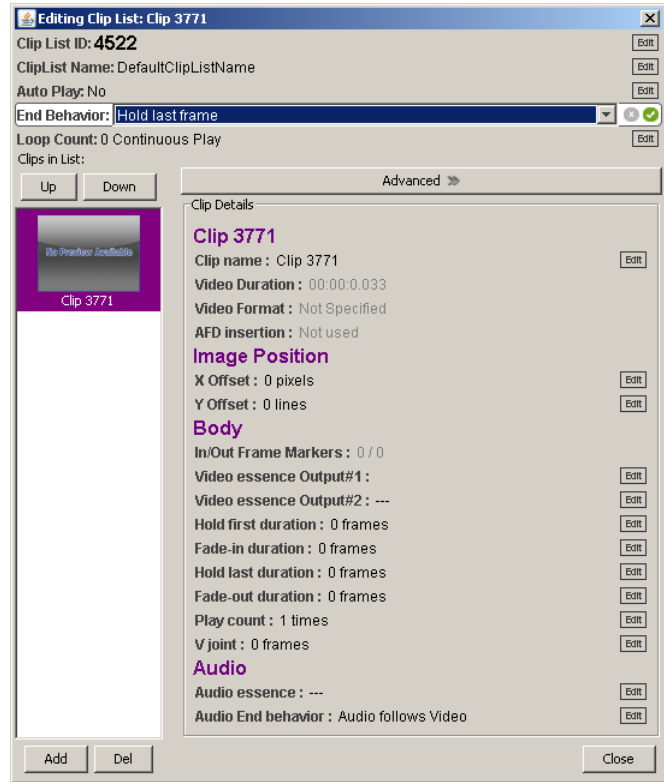 Editing Clip List: Clip 3771
Clip List ID: 4522 Edit
ClipList Name: DefaultClipListName Edit
Auto Play: No Edit
End Behavior: Hold last frame
Loop Count: 0 Continuous Play Edit
Clips in List:
Up Down
Advanced
Clip Details
No Preview Available
Clip 3771
Clip 3771
Clip name : Clip 3771 Edit
Video Duration : 00:00:0.033
Video Format : Not Specified
AFD insertion : Not used
Image Position
X Offset : 0 pixels Edit
Y Offset : 0 lines Edit
Body
In/Out Frame Markers : 0 / 0
Video essence Output#1 : Edit
Video essence Output#2 : --- Edit
Hold first duration : 0 frames Edit
Fade-in duration : 0 frames Edit
Hold last duration : 0 frames Edit
Fade-out duration : 0 frames Edit
Play count : 1 times Edit
V joint : 0 frames Edit
Audio
Audio essence : --- Edit
Audio End behavior : Audio follows Video Edit
Add Del Close